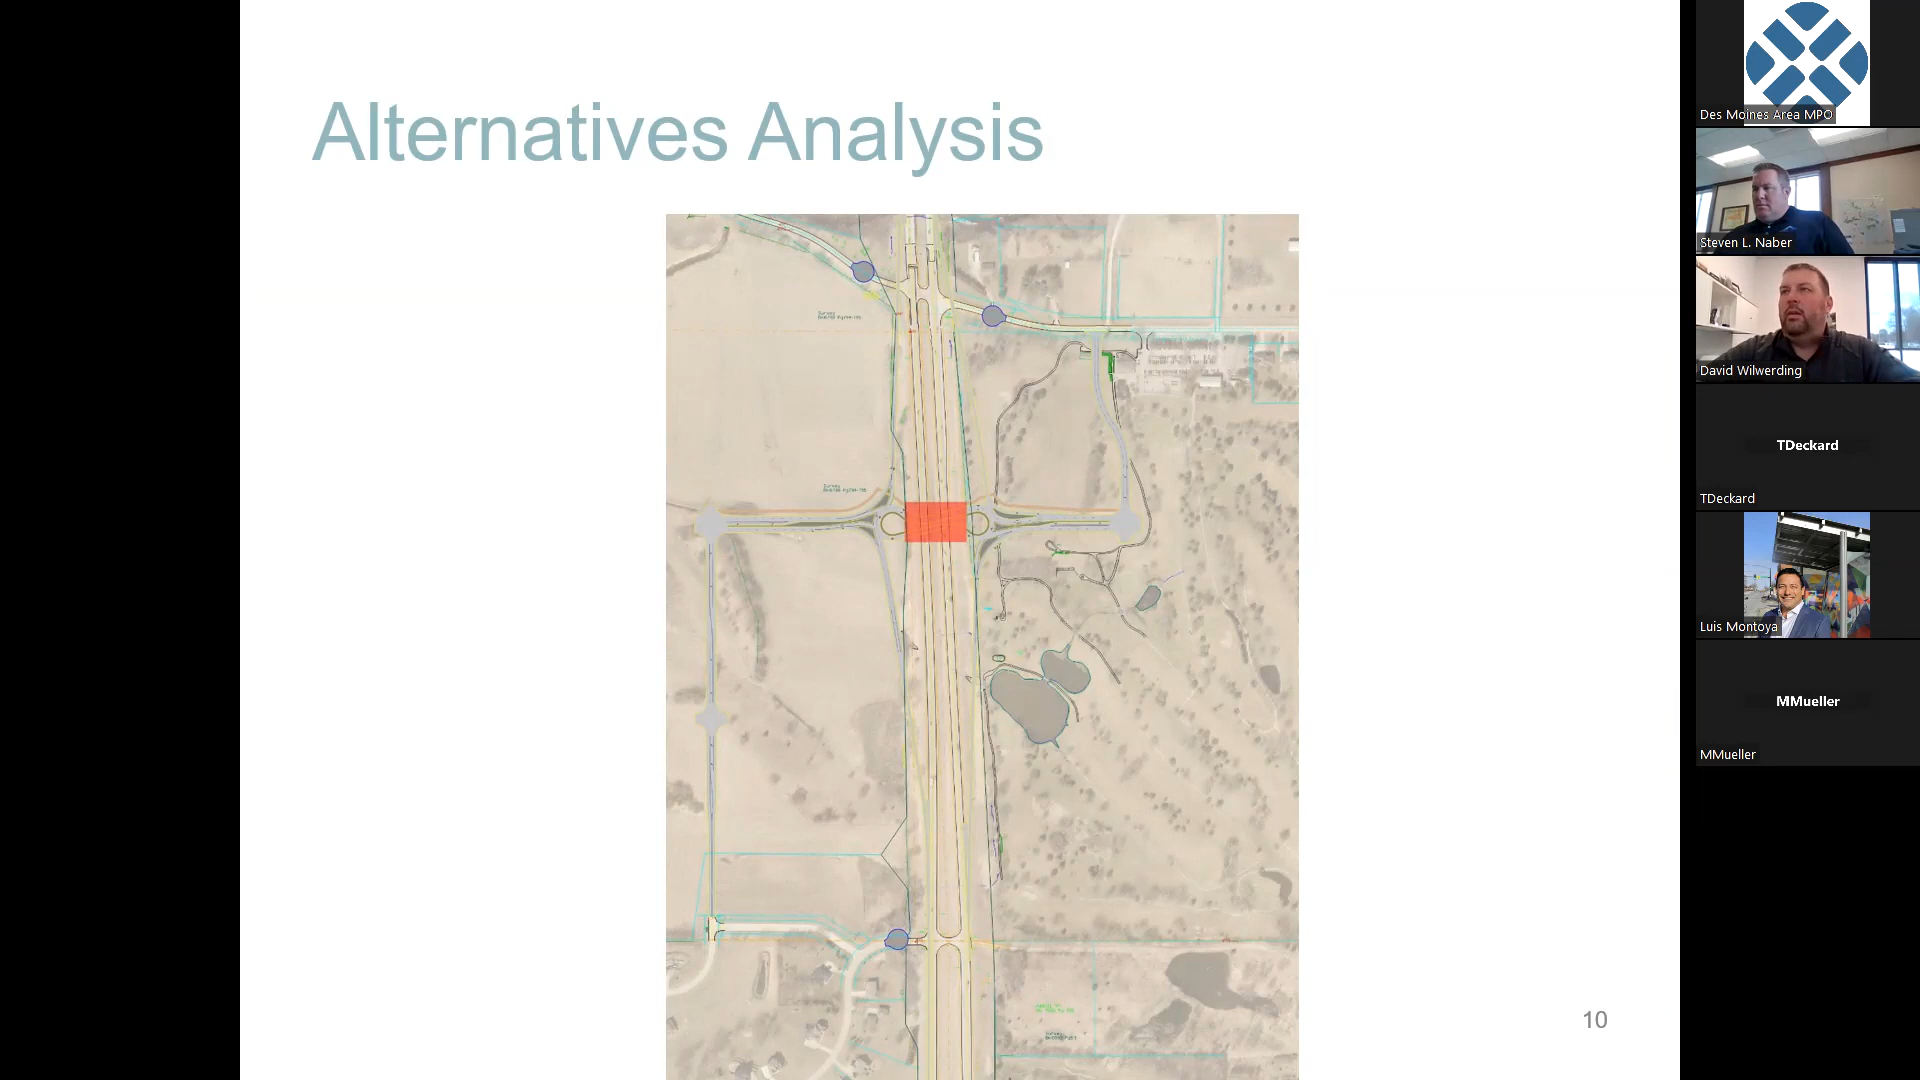 Alternatives Analysis
10
Des Moines Area MPO
Steven L. Naber
David Wilwerding
TDeckard
TDeckard
Luis Montoya
MMueller
MMueller